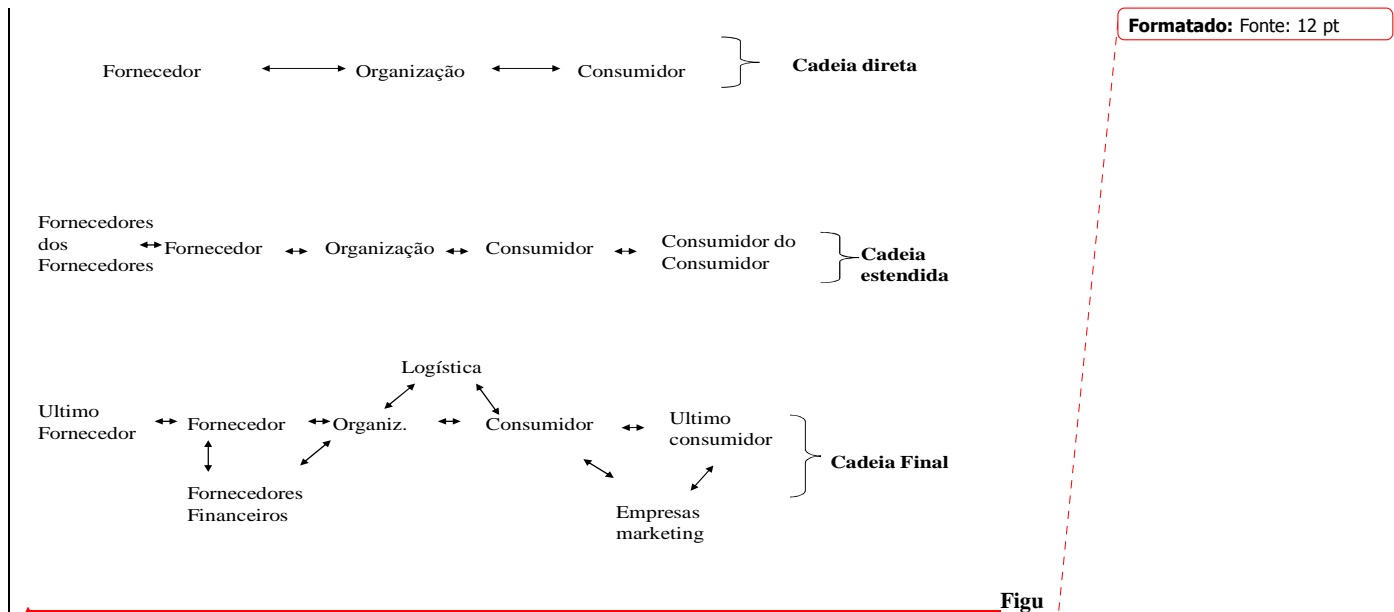 Formatado: Fonte: 12 pt
Fornecedor
Organização
Consumidor
Cadeia direta
Fornecedores
dos
Fornecedores
Fornecedor
Organização
Consumidor
Consumidor do
Consumidor
Cadeia
estendida
Logística
Ultimo
Fornecedor
Fornecedor
Organiz.
Consumidor
Ultimo
consumidor
Cadeia Final
Fornecedores
Financeiros
Empresas
marketing
Figu